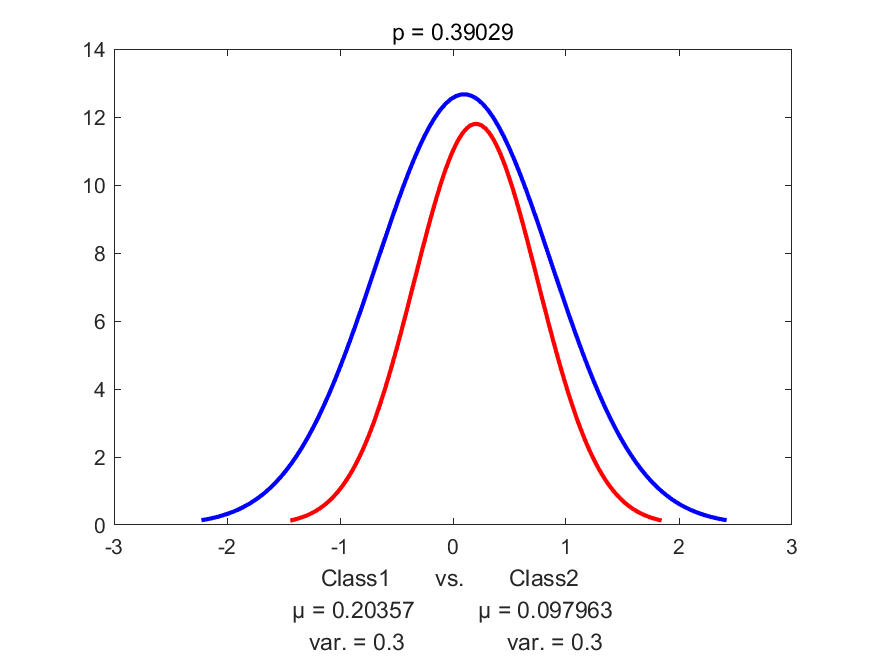 p = 0.39029
14
12
10
8
6
4
2
0
-3 -2 -1 0 1 2 3
Class1 vs. Class2
μ = 0.20357 μ = 0.097963
var. = 0.3 var. = 0.3